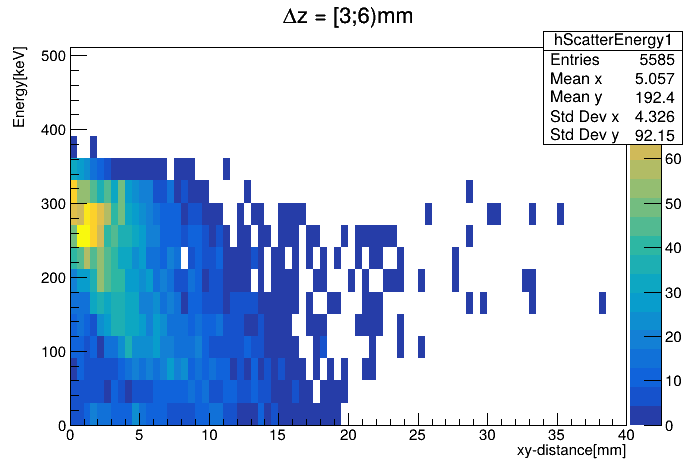 Δz = [3;6)mm
hScatterEnergy1
Entries 5585
Mean x 5.057
Mean y 192.4
Std Dev x 4.326
Std Dev y 92.15
Energy[keV]
500
400
300
200
100
0
60
50
40
30
20
10
0
0 5 10 15 20 25 30 35 40
xy-distance[mm]